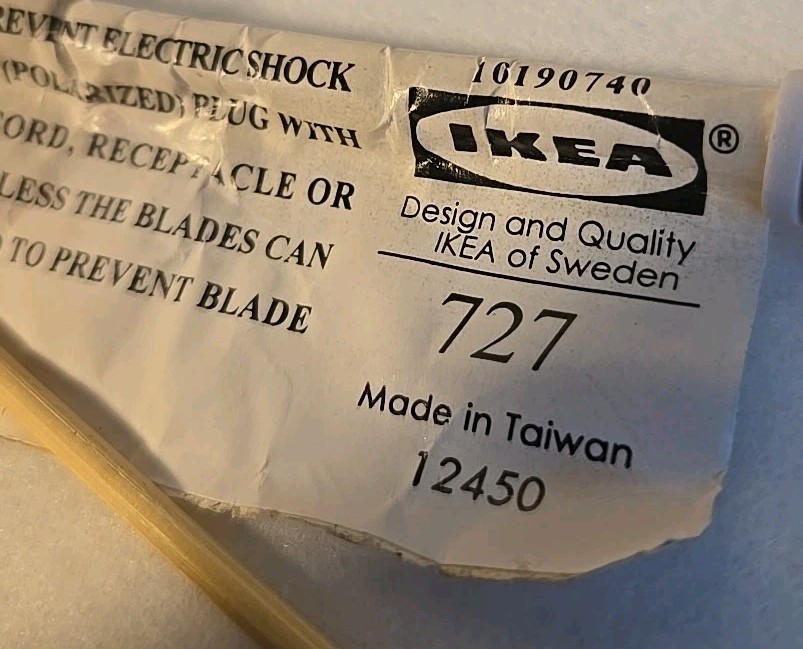 REVENT ELECTRIC SHOCK
(POLARIZED) PLUG WITH
CORD, RECEPTACLE OR
LESS THE BLADES CAN
TO PREVENT BLADE
10190740
IKEA®
Design and Quality
IKEA of Sweden
727
Made in Taiwan
12450